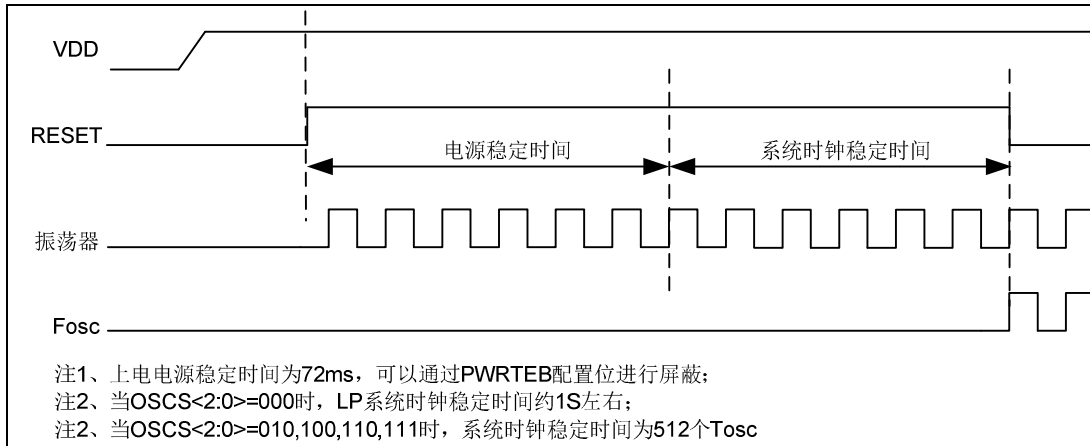 VDD
RESET
电源稳定时间
系统时钟稳定时间
振荡器
Fosc
注1、上电电源稳定时间为72ms，可以通过PWRTEB配置位进行屏蔽；
注2、当OSCS<2:0>=000时，LP系统时钟稳定时间约1S左右；
注2、当OSCS<2:0>=010,100,110,111时，系统时钟稳定时间为512个Tosc